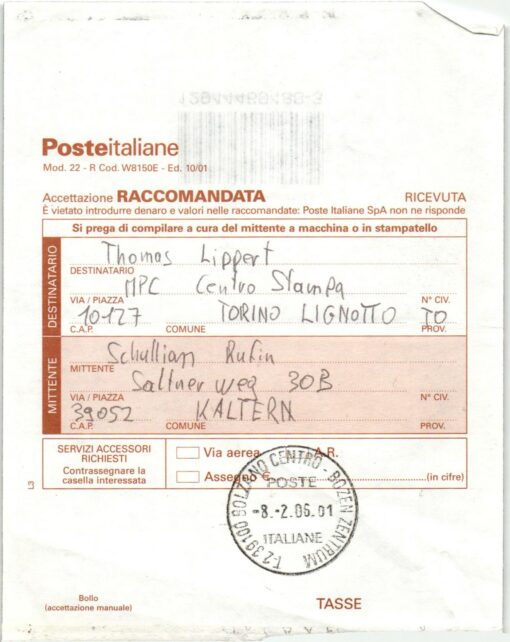 Posteitaliane
Mod. 22 - R Cod. W8150E - Ed. 10/01
Accettazione RACCOMANDATA RICEVUTA
È vietato introdurre denaro e valori nelle raccomandate: Poste Italiane SpA non ne risponde
Si prega di compilare a cura del mittente a macchina o in stampatello
DESTINATARIO
Thomas Lippert
DESTINATARIO
MPC Centro Stampa
VIA / PIAZZA N° CIV.
10127 TORINO LIGNOTTO TO
C.A.P. COMUNE PROV.
MITTENTE
Schullian Rufin
MITTENTE
Saltnerweg 30B
VIA / PIAZZA N° CIV.
39052 KALTERN
C.A.P. COMUNE PROV.
SERVIZI ACCESSORI RICHIESTI
Contrassegnare la casella interessata
Via aerea A.R.
Assegno € (in cifre)
L3
T-2 39100 BOLZANO CENTRO - BOZEN ZENTRUM
POSTE
-8.-2.06.01
ITALIANE
Bollo
(accettazione manuale)
TASSE